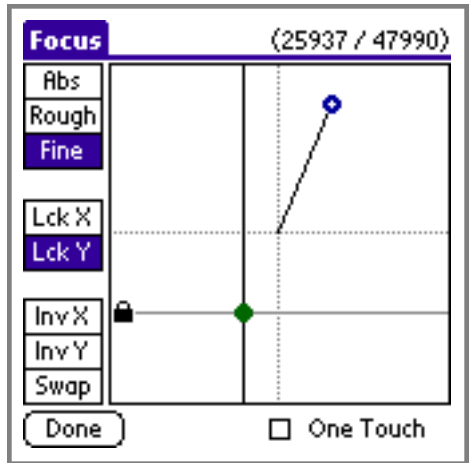 Focus (25937 / 47990)
Abs
Rough
Fine
Lck X
Lck Y
Inv X
Inv Y
Swap
Done One Touch